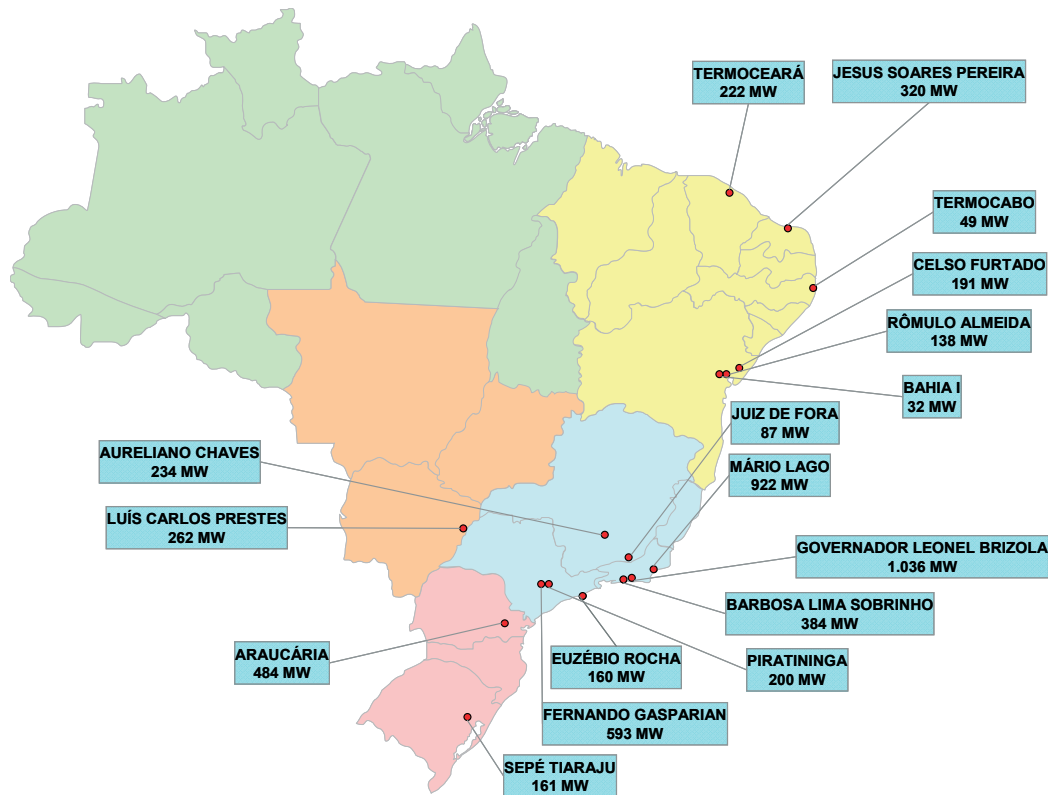 TERMOCEARÁ
222 MW
JESUS SOARES PEREIRA
320 MW
TERMOCABO
49 MW
CELSO FURTADO
191 MW
RÔMULO ALMEIDA
138 MW
BAHIA I
32 MW
JUIZ DE FORA
87 MW
AURELIANO CHAVES
234 MW
MÁRIO LAGO
922 MW
LUÍS CARLOS PRESTES
262 MW
GOVERNADOR LEONEL BRIZOLA
1.036 MW
BARBOSA LIMA SOBRINHO
384 MW
ARAUCÁRIA
484 MW
EUZÉBIO ROCHA
160 MW
PIRATININGA
200 MW
FERNANDO GASPARIAN
593 MW
SEPÉ TIARAJU
161 MW